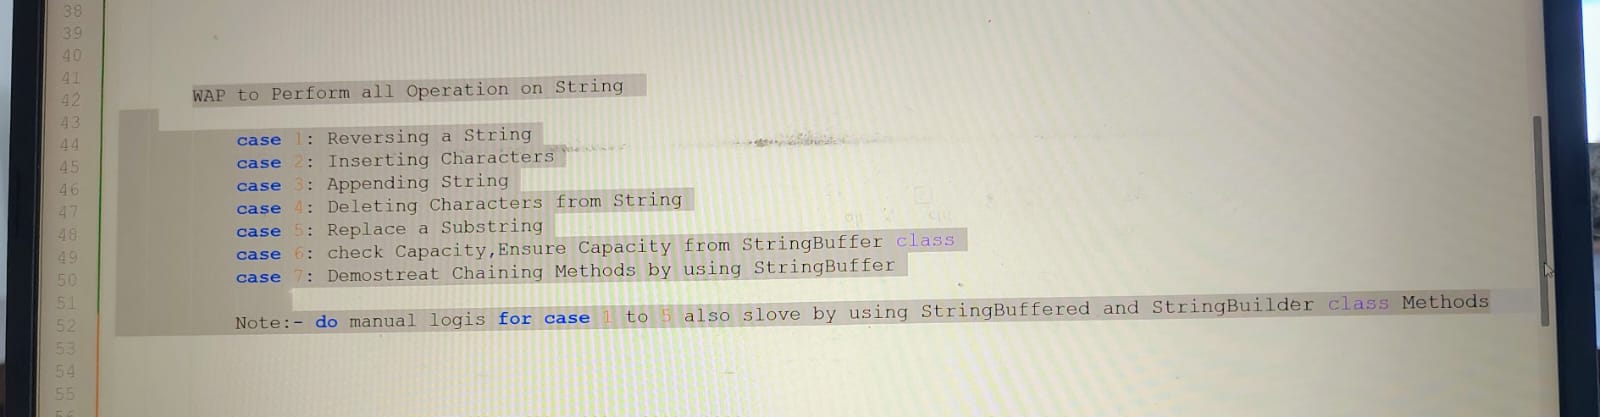 38
39
40
41
42 WAP to Perform all Operation on String
43
44 case 1: Reversing a String
45 case 2: Inserting Characters
46 case 3: Appending String
47 case 4: Deleting Characters from String
48 case 5: Replace a Substring
49 case 6: check Capacity,Ensure Capacity from StringBuffer class
50 case 7: Demostreat Chaining Methods by using StringBuffer
51
52 Note:- do manual logis for case 1 to 5 also slove by using StringBuffered and StringBuilder class Methods
53
54
55
56